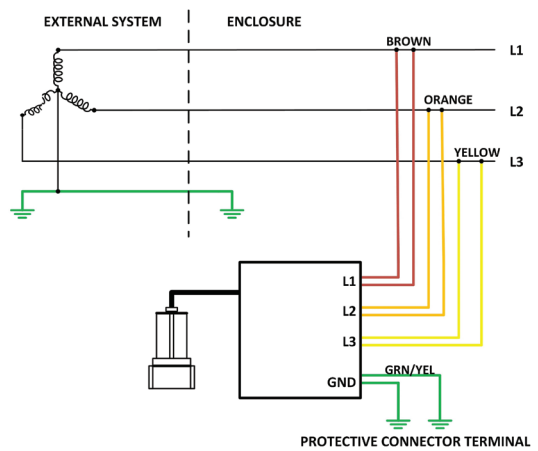 EXTERNAL SYSTEM
ENCLOSURE
BROWN
L1
ORANGE
L2
YELLOW
L3
L1
L2
L3
GRN/YEL
GND
PROTECTIVE CONNECTOR TERMINAL